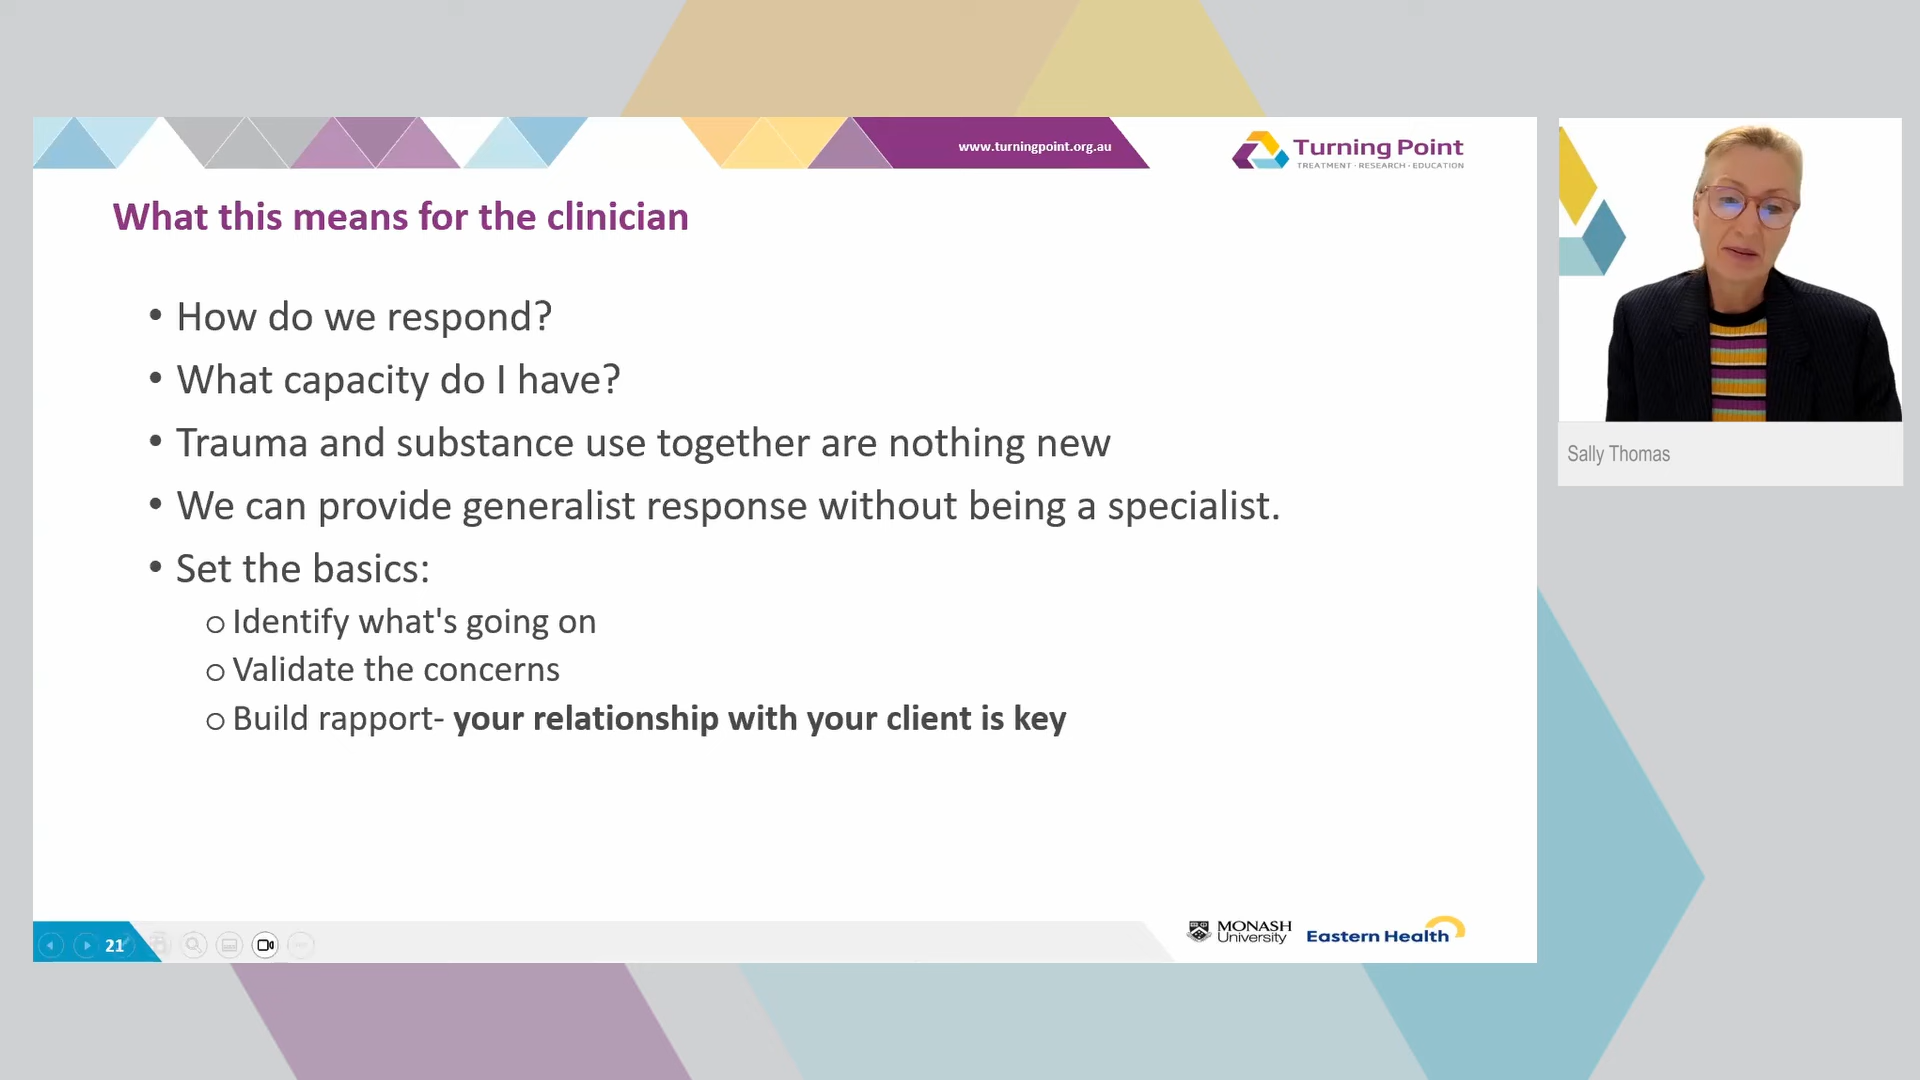 www.turningpoint.org.au
Turning Point
TREATMENT · RESEARCH · EDUCATION
What this means for the clinician
• How do we respond?
• What capacity do I have?
• Trauma and substance use together are nothing new
• We can provide generalist response without being a specialist.
• Set the basics:
o Identify what's going on
o Validate the concerns
o Build rapport- your relationship with your client is key
Sally Thomas
21
MONASH
University
Eastern Health